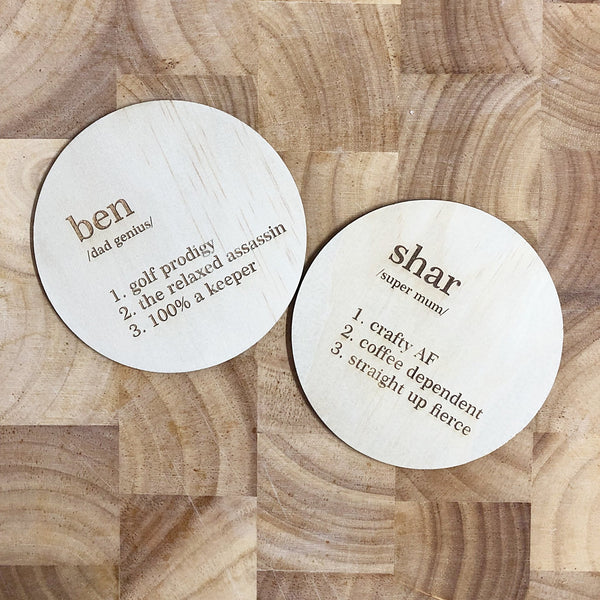 ben
/dad genius/
1. golf prodigy
2. the relaxed assassin
3. 100% a keeper
shar
/super mum/
1. crafty AF
2. coffee dependent
3. straight up fierce